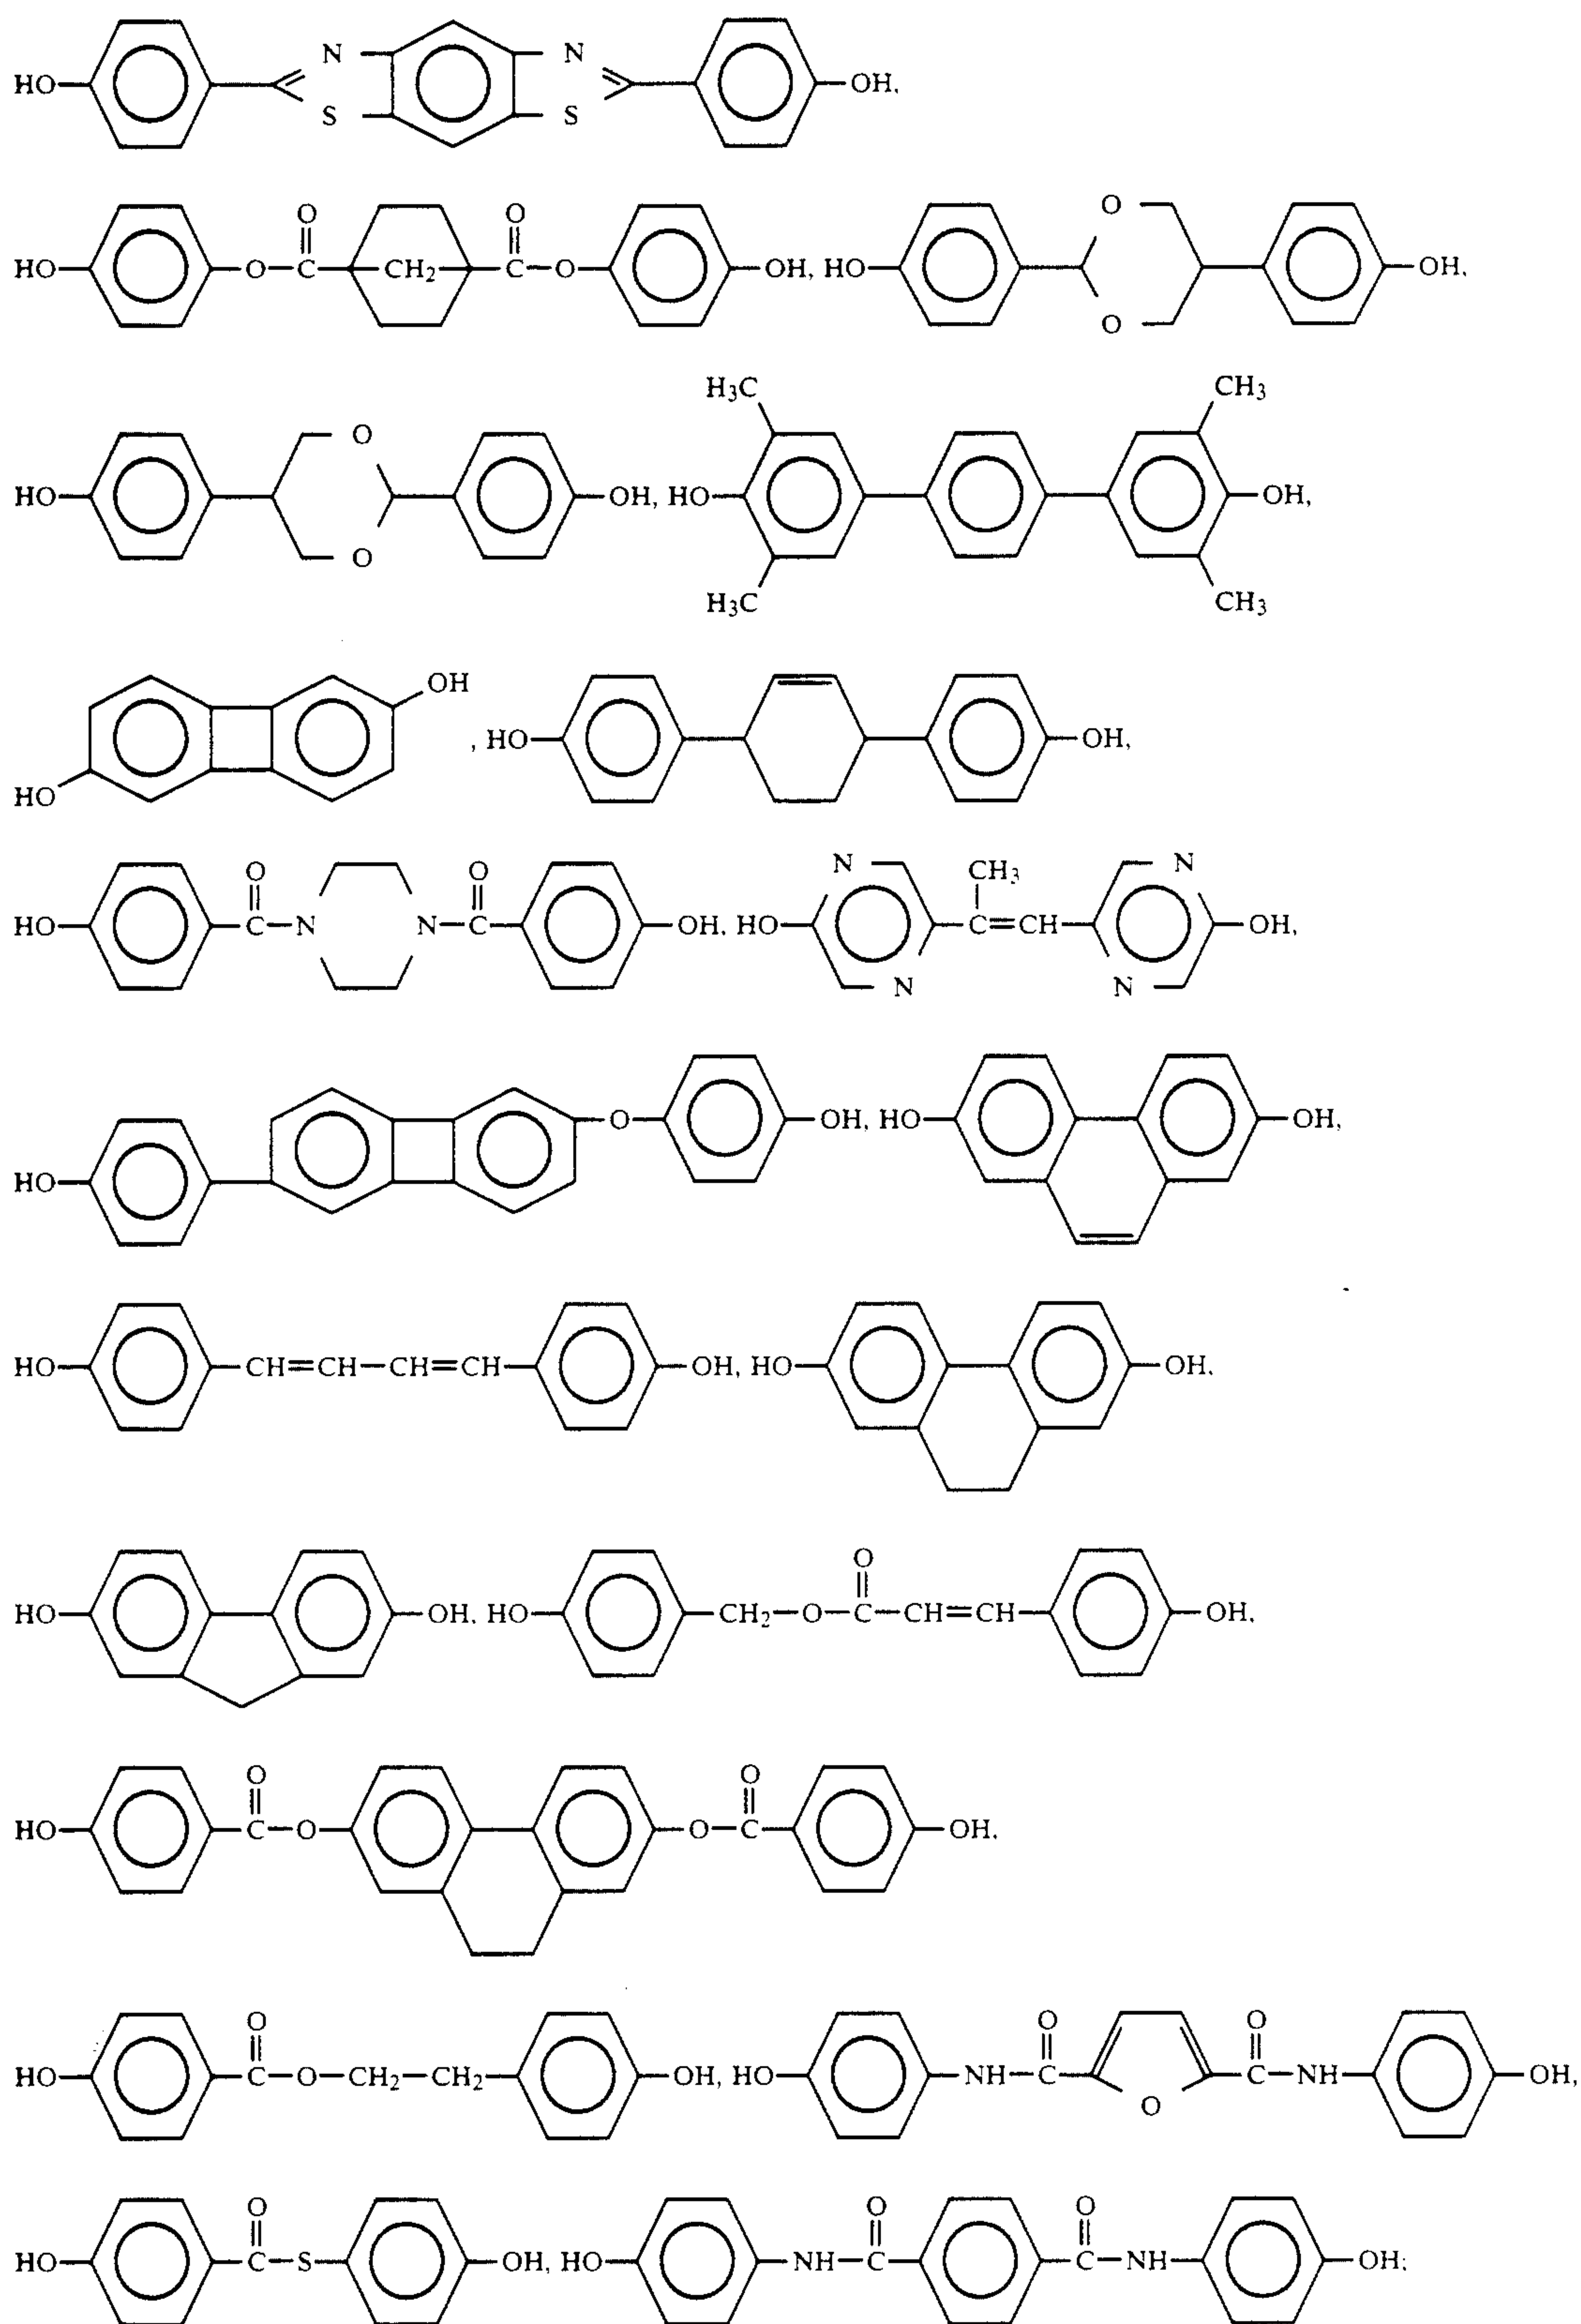 N N
HO OH,
S S
O O O
HO O—C CH₂ C—O OH, HO OH,
O
H₃C CH₃
O
HO OH, HO OH,
O
H₃C CH₃
OH
, HO OH,
HO
O O N CH₃ N
HO C—N N—C OH, HO C=CH OH,
N N
O OH, HO OH,
HO
HO CH=CH—CH=CH OH, HO OH,
O
HO OH, HO CH₂—O—C—CH=CH OH,
O O
HO C—O O—C OH,
O O O
HO C—O—CH₂—CH₂ OH, HO NH—C C—NH OH,
O
O O O
HO C—S OH, HO NH—C C—NH OH;